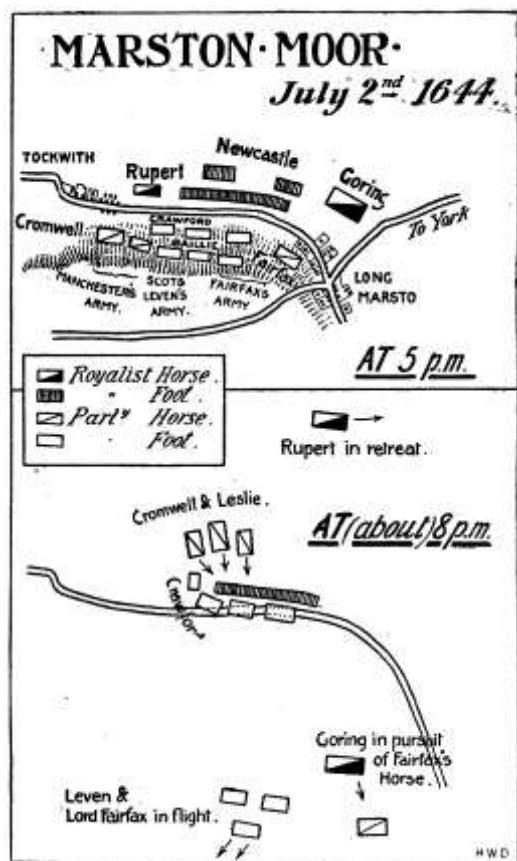 MARSTON·MOOR·
July 2nd 1644.
TOCKWITH
Rupert
Newcastle
Goring
To York
Cromwell
CRAWFORD
BAILLIE
Fairfax
LONG
MARSTO
MANCHESTER'S
ARMY.
SCOTS
LEVEN'S
ARMY.
FAIRFAX'S
ARMY
AT 5 p.m.
Royalist Horse.
" Foot.
Parly Horse.
" Foot.
Rupert in retreat.
Cromwell & Leslie.
AT (about) 8 p.m.
Crawford
Goring in pursuit
of Fairfax's
Horse.
Leven &
Lord Fairfax in flight.
HWD